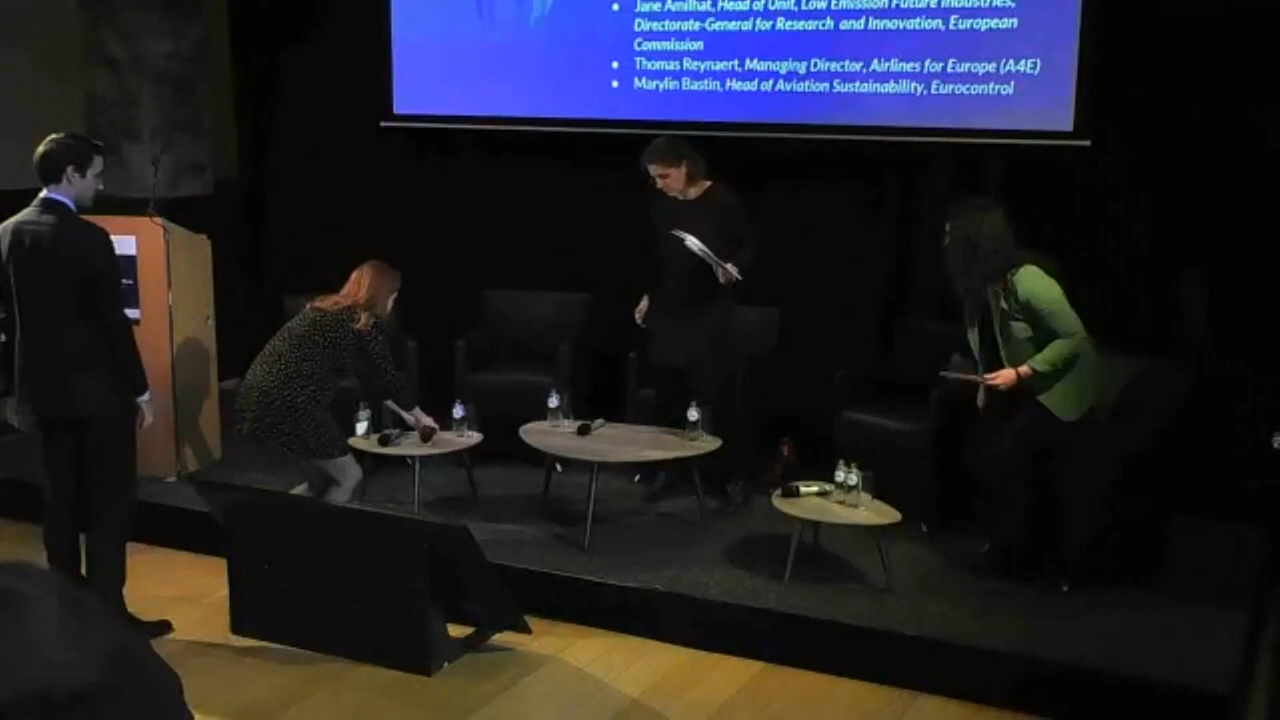 Jane Amilhat, Head of Unit, Low Emission Future Industries,
Directorate-General for Research and Innovation, European
Commission
Thomas Reynaert, Managing Director, Airlines for Europe (A4E)
Marylin Bastin, Head of Aviation Sustainability, Eurocontrol